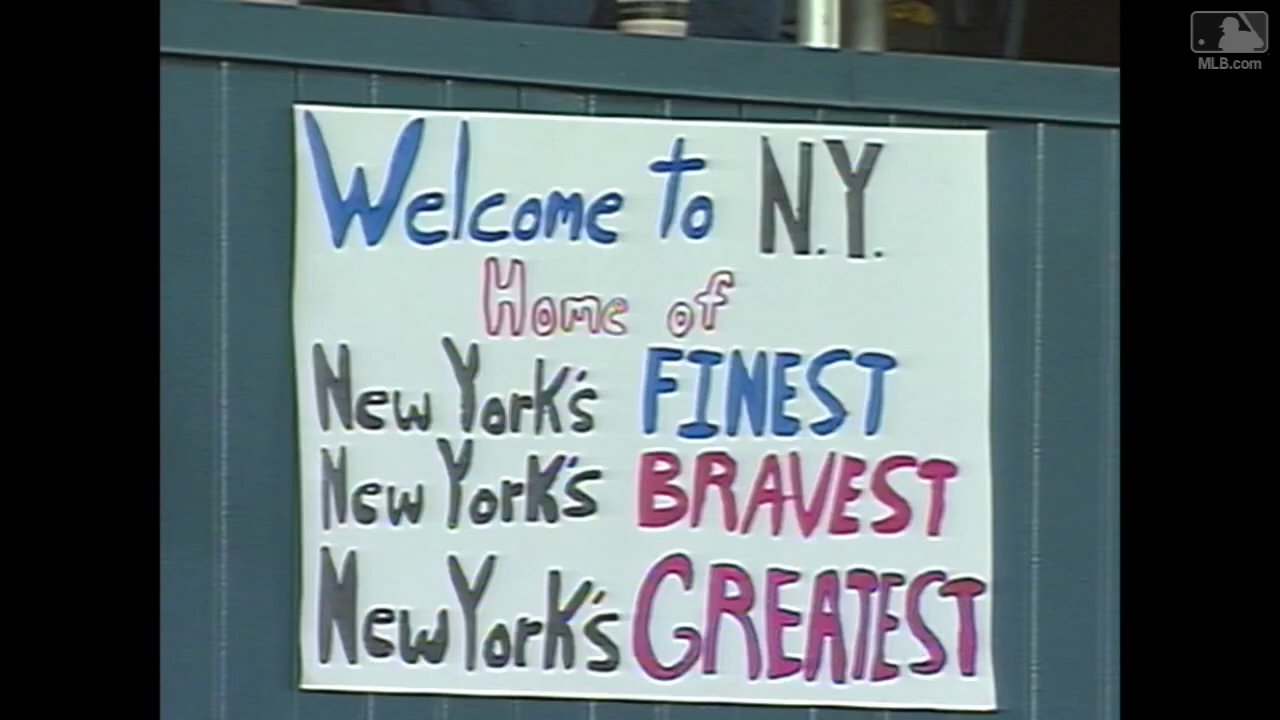 MLB.com
Welcome to N.Y.
Home of
New York's FINEST
New York's BRAVEST
New York's GREATEST